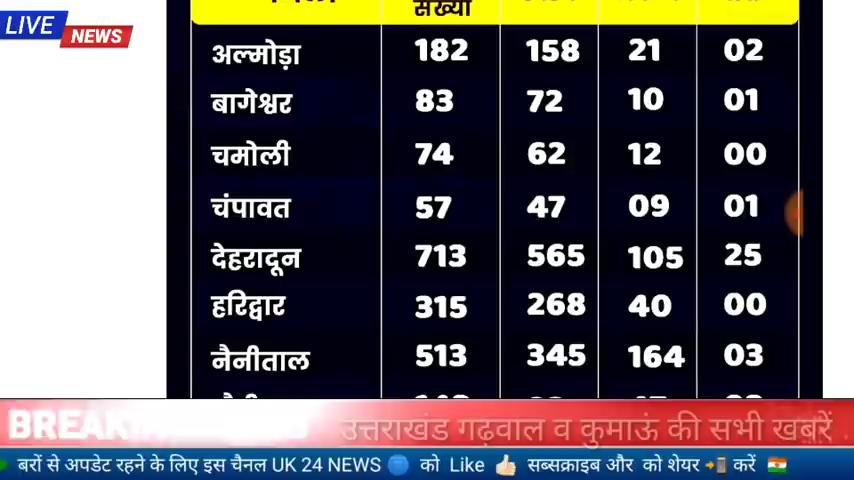 LIVE
NEWS
संख्या
अल्मोड़ा 182 158 21 02
बागेश्वर 83 72 10 01
चमोली 74 62 12 00
चंपावत 57 47 09 01
देहरादून 713 565 105 25
हरिद्वार 315 268 40 00
नैनीताल 513 345 164 03
उत्तराखंड गढ़वाल व कुमाऊं की सभी खबरें
बरों से अपडेट रहने के लिए इस चैनल UK 24 NEWS 🔵 को Like 👍🏻 सब्सक्राइब और को शेयर 📲 करें 🇮🇳